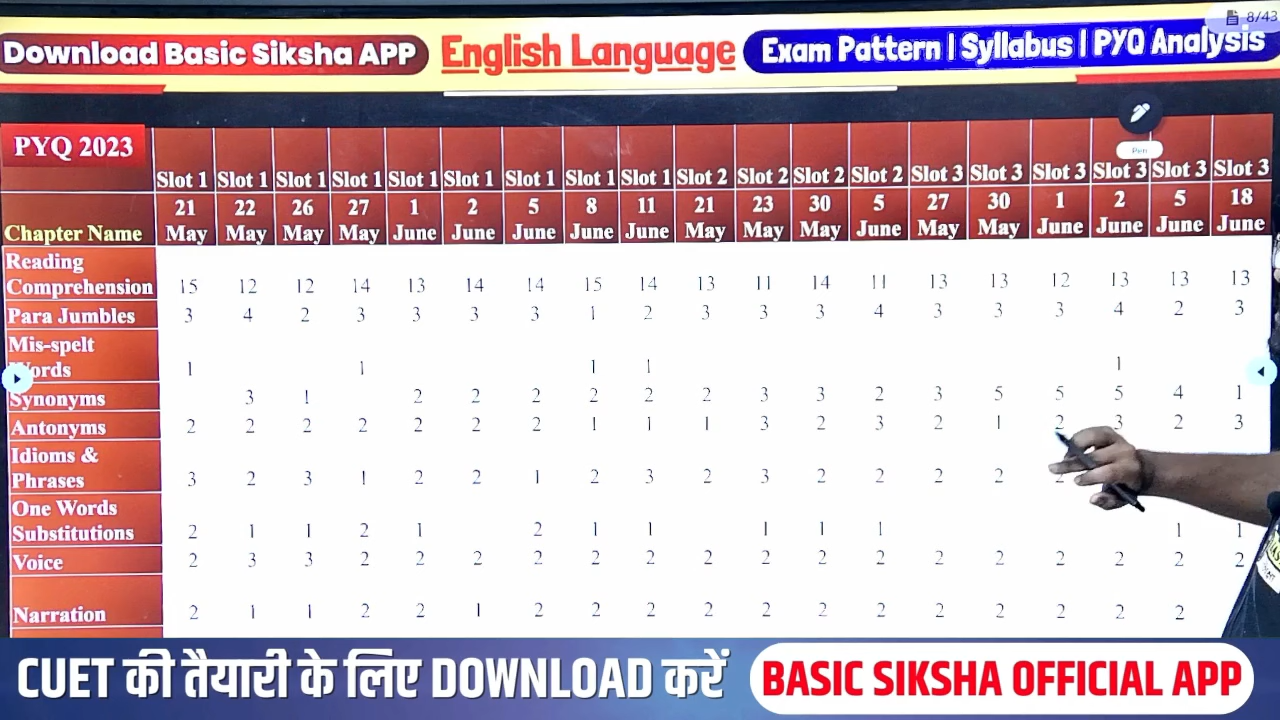 8/43
Download Basic Siksha APP English Language Exam Pattern | Syllabus | PYQ Analysis
Pen
PYQ 2023 Slot 1 Slot 1 Slot 1 Slot 1 Slot 1 Slot 1 Slot 1 Slot 1 Slot 1 Slot 2 Slot 2 Slot 2 Slot 2 Slot 3 Slot 3 Slot 3 Slot 3 Slot 3 Slot 3
21 22 26 27 1 2 5 8 11 21 23 30 5 27 30 1 2 5 18
Chapter Name May May May May June June June June June May May May June May May June June June June
Reading
Comprehension 15 12 12 14 13 14 14 15 14 13 11 14 11 13 13 12 13 13 13
Para Jumbles 3 4 2 3 3 3 3 1 2 3 3 3 4 3 3 3 4 2 3
Mis-spelt
Words 1 1 1 1 1
Synonyms 3 1 2 2 2 2 2 2 3 3 2 3 5 5 5 4 1
Antonyms 2 2 2 2 2 2 2 1 1 1 3 2 3 2 1 2 3 2 3
Idioms &
Phrases 3 2 3 1 2 2 1 2 3 2 3 2 2 2 2 2
One Words
Substitutions 2 1 1 2 1 2 1 1 1 1 1 1 1
Voice 2 3 3 2 2 2 2 2 2 2 2 2 2 2 2 2 2 2 2
Narration 2 1 1 2 2 1 2 2 2 2 2 2 2 2 2 2 2 2
CUET की तैयारी के लिए DOWNLOAD करें BASIC SIKSHA OFFICIAL APP